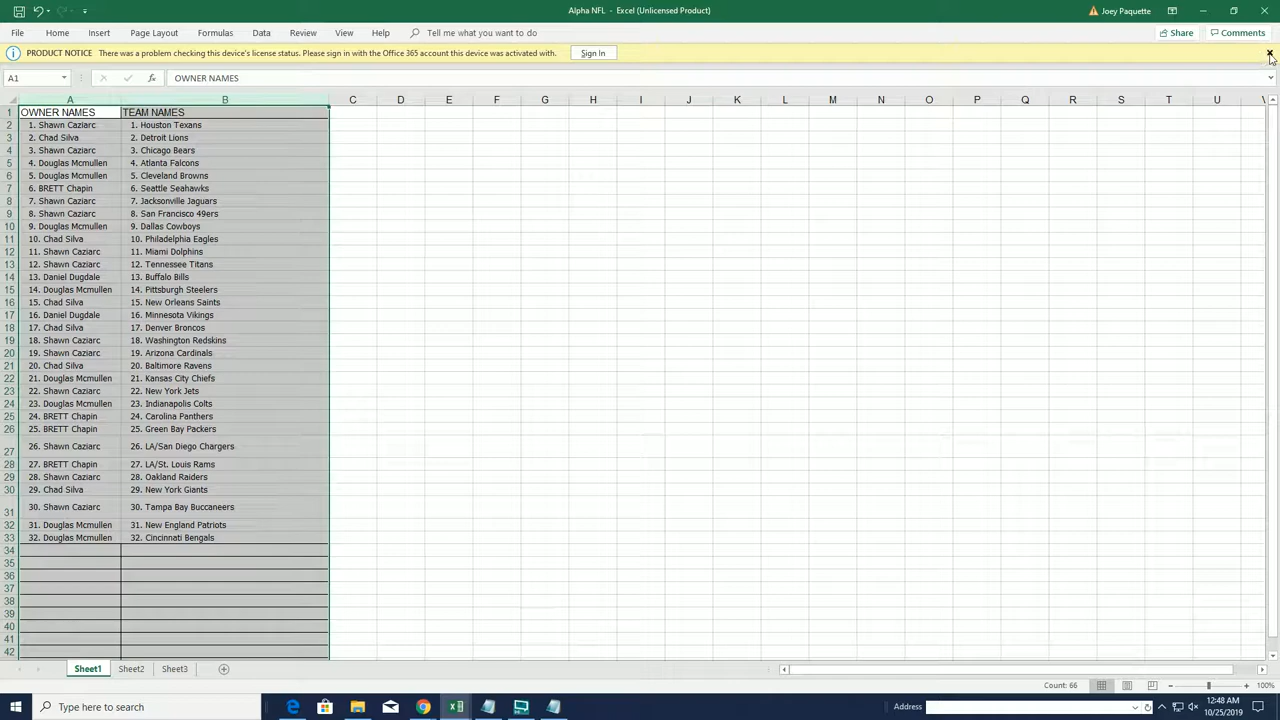 Alpha NFL - Excel (Unlicensed Product)
Joey Paquette
File Home Insert Page Layout Formulas Data Review View Help Tell me what you want to do
Share Comments
PRODUCT NOTICE There was a problem checking this device's license status. Please sign in with the Office 365 account this device was activated with. Sign In
A1 fx OWNER NAMES
A B C D E F G H I J K L M N O P Q R S T U V
1 OWNER NAMES TEAM NAMES
2 1. Shawn Caziarc 1. Houston Texans
3 2. Chad Silva 2. Detroit Lions
4 3. Shawn Caziarc 3. Chicago Bears
5 4. Douglas Mcmullen 4. Atlanta Falcons
6 5. Douglas Mcmullen 5. Cleveland Browns
7 6. BRETT Chapin 6. Seattle Seahawks
8 7. Shawn Caziarc 7. Jacksonville Jaguars
9 8. Shawn Caziarc 8. San Francisco 49ers
10 9. Douglas Mcmullen 9. Dallas Cowboys
11 10. Chad Silva 10. Philadelphia Eagles
12 11. Shawn Caziarc 11. Miami Dolphins
13 12. Shawn Caziarc 12. Tennessee Titans
14 13. Daniel Dugdale 13. Buffalo Bills
15 14. Douglas Mcmullen 14. Pittsburgh Steelers
16 15. Chad Silva 15. New Orleans Saints
17 16. Daniel Dugdale 16. Minnesota Vikings
18 17. Chad Silva 17. Denver Broncos
19 18. Shawn Caziarc 18. Washington Redskins
20 19. Shawn Caziarc 19. Arizona Cardinals
21 20. Chad Silva 20. Baltimore Ravens
22 21. Douglas Mcmullen 21. Kansas City Chiefs
23 22. Shawn Caziarc 22. New York Jets
24 23. Douglas Mcmullen 23. Indianapolis Colts
25 24. BRETT Chapin 24. Carolina Panthers
26 25. BRETT Chapin 25. Green Bay Packers
27 26. Shawn Caziarc 26. LA/San Diego Chargers
28 27. BRETT Chapin 27. LA/St. Louis Rams
29 28. Shawn Caziarc 28. Oakland Raiders
30 29. Chad Silva 29. New York Giants
31 30. Shawn Caziarc 30. Tampa Bay Buccaneers
32 31. Douglas Mcmullen 31. New England Patriots
33 32. Douglas Mcmullen 32. Cincinnati Bengals
34
35
36
37
38
39
40
41
42
Sheet1 Sheet2 Sheet3
Count: 66 100%
Type here to search
Address
12:48 AM
10/25/2019